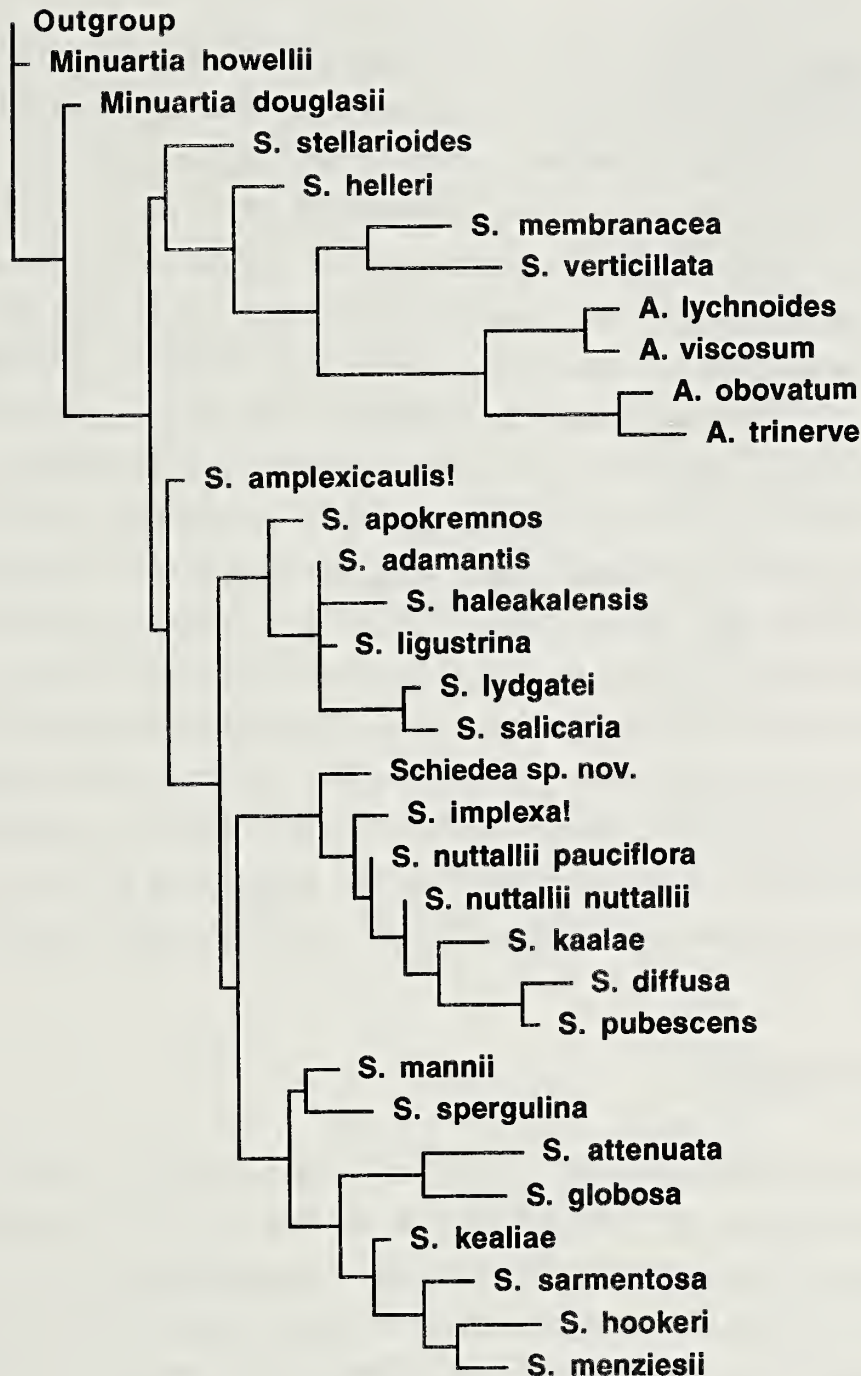 Outgroup
Minuartia howellii
Minuartia douglasii
S. stellarioides
S. helleri
S. membranacea
S. verticillata
A. lychnoides
A. viscosum
A. obovatum
A. trinerve
S. amplexicaulis!
S. apokremnos
S. adamantis
S. haleakalensis
S. ligustrina
S. lydgatei
S. salicaria
Schiedea sp. nov.
S. implexa!
S. nuttallii pauciflora
S. nuttallii nuttallii
S. kaalae
S. diffusa
S. pubescens
S. mannii
S. spergulina
S. attenuata
S. globosa
S. kealiae
S. sarmentosa
S. hookeri
S. menziesii